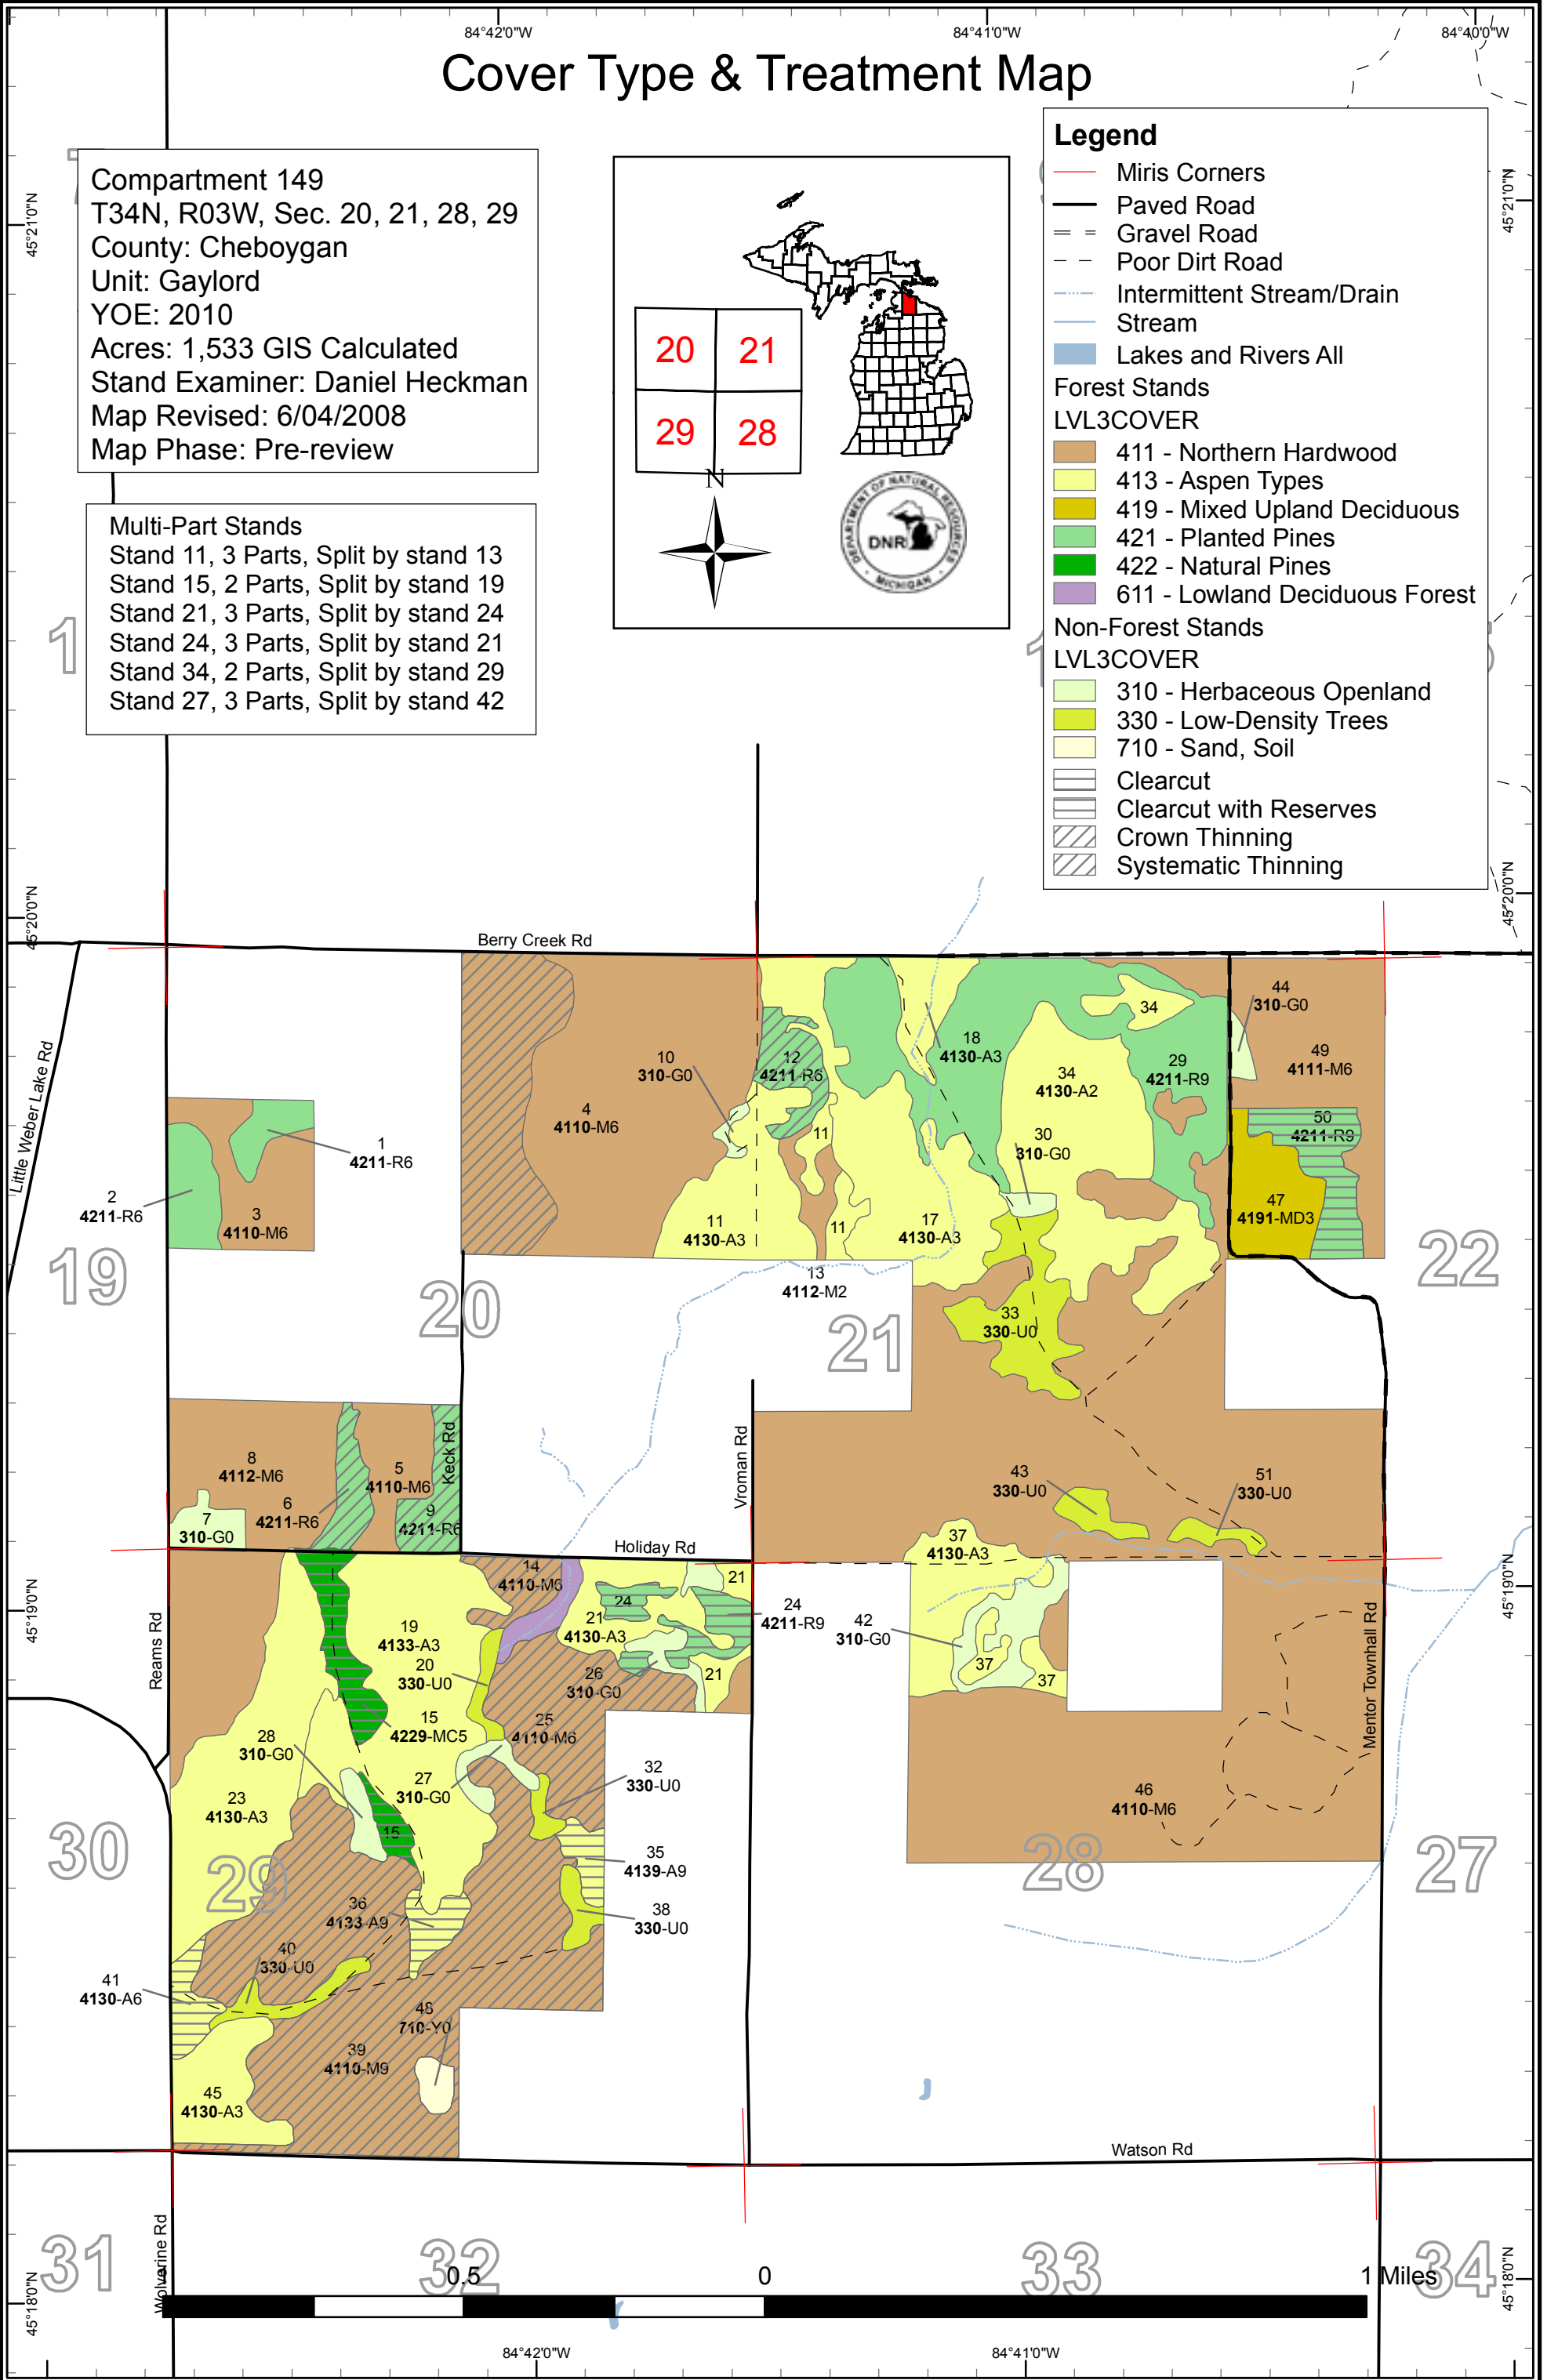 84°42'0"W
84°41'0"W
84°40'0"W
Cover Type & Treatment Map
Compartment 149
T34N, R03W, Sec. 20, 21, 28, 29
County: Cheboygan
Unit: Gaylord
YOE: 2010
Acres: 1,533 GIS Calculated
Stand Examiner: Daniel Heckman
Map Revised: 6/04/2008
Map Phase: Pre-review
Multi-Part Stands
Stand 11, 3 Parts, Split by stand 13
Stand 15, 2 Parts, Split by stand 19
Stand 21, 3 Parts, Split by stand 24
Stand 24, 3 Parts, Split by stand 21
Stand 34, 2 Parts, Split by stand 29
Stand 27, 3 Parts, Split by stand 42
20
21
29
28
N
DEPARTMENT OF NATURAL RESOURCES
DNR
MICHIGAN
Legend
Miris Corners
Paved Road
Gravel Road
Poor Dirt Road
Intermittent Stream/Drain
Stream
Lakes and Rivers All
Forest Stands
LVL3COVER
411 - Northern Hardwood
413 - Aspen Types
419 - Mixed Upland Deciduous
421 - Planted Pines
422 - Natural Pines
611 - Lowland Deciduous Forest
Non-Forest Stands
LVL3COVER
310 - Herbaceous Openland
330 - Low-Density Trees
710 - Sand, Soil
Clearcut
Clearcut with Reserves
Crown Thinning
Systematic Thinning
45°21'0"N
45°21'0"N
45°20'0"N
45°20'0"N
Berry Creek Rd
Little Weber Lake Rd
44
310-G0
34
18
4130-A3
49
4111-M6
10
310-G0
12
4211-R6
34
4130-A2
29
4211-R9
4
4110-M6
50
4211-R9
11
30
310-G0
1
4211-R6
2
4211-R6
3
4110-M6
11
4130-A3
11
17
4130-A3
47
4191-MD3
19
20
13
4112-M2
21
22
33
330-U0
Keck Rd
Vroman Rd
8
4112-M6
5
4110-M6
6
4211-R6
7
310-G0
9
4211-R6
43
330-U0
51
330-U0
Holiday Rd
37
4130-A3
14
4110-M6
21
45°19'0"N
45°19'0"N
Reams Rd
24
21
4130-A3
24
4211-R9
42
310-G0
19
4133-A3
20
330-U0
26
310-G0
21
37
37
Mentor Townhall Rd
15
4229-MC5
25
4110-M6
28
310-G0
27
310-G0
32
330-U0
23
4130-A3
46
4110-M6
15
35
4139-A9
30
29
28
27
36
4133-A9
38
330-U0
40
330-U0
41
4130-A6
48
710-Y0
39
4110-M9
45
4130-A3
Watson Rd
Wolverine Rd
31
32
33
34
0.5
0
1 Miles
45°18'0"N
45°18'0"N
84°42'0"W
84°41'0"W